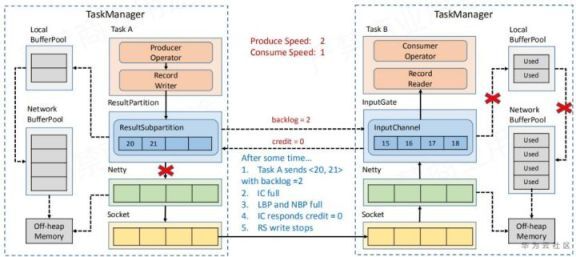 TaskManager
Local
BufferPool
Task A
Producer
Operator
Record
Writer
Network
BufferPool
ResultPartition
ResultSubpartition
20 21
Netty
Socket
Off-heap
Memory
Produce Speed: 2
Consume Speed: 1
backlog = 2
credit = 0
After some time...
1. Task A sends <20, 21>
with backlog =2
2. IC full
3. LBP and NBP full
4. IC responds credit = 0
5. RS write stops
TaskManager
Task B
Consumer
Operator
Record
Reader
InputGate
InputChannel
15 16 17 18
Netty
Socket
Local
BufferPool
Used
Used
Network
BufferPool
Used
Used
Used
Used
Off-heap
Memory
华为云社区